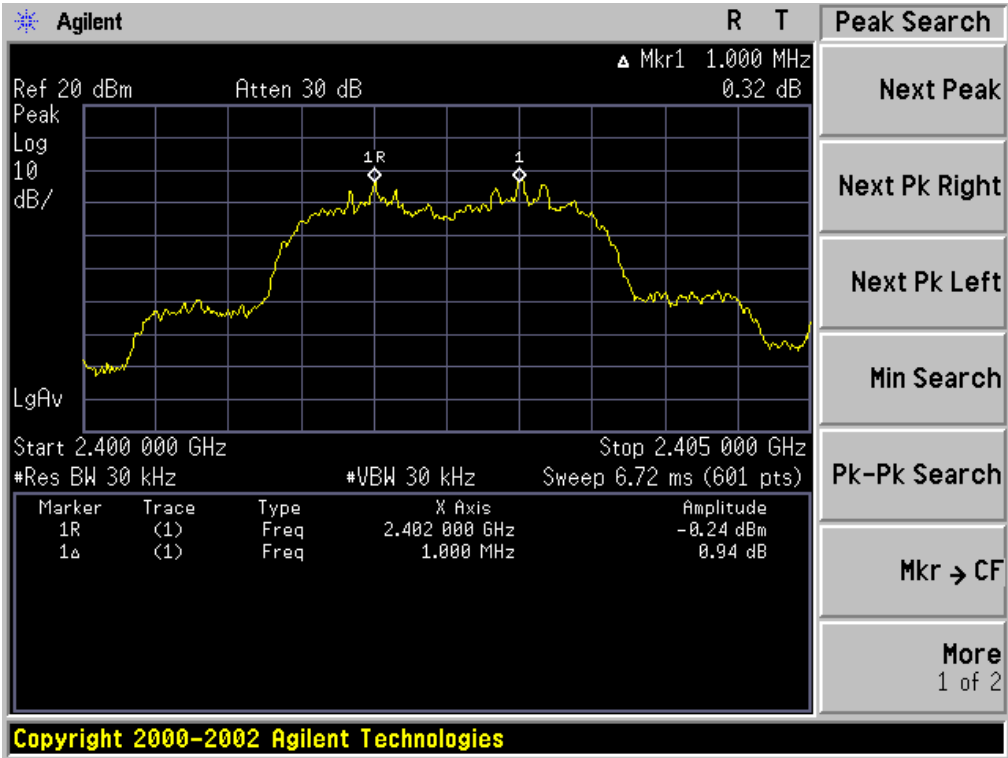 Agilent R T Peak Search
Δ Mkr1 1.000 MHz
Ref 20 dBm Atten 30 dB 0.32 dB
Peak
Log
10
dB/
1R 1
LgAv
Start 2.400 000 GHz Stop 2.405 000 GHz
#Res BW 30 kHz #VBW 30 kHz Sweep 6.72 ms (601 pts)
Marker Trace Type X Axis Amplitude
1R (1) Freq 2.402 000 GHz -0.24 dBm
1Δ (1) Freq 1.000 MHz 0.94 dB
Next Peak
Next Pk Right
Next Pk Left
Min Search
Pk-Pk Search
Mkr → CF
More
1 of 2
Copyright 2000-2002 Agilent Technologies